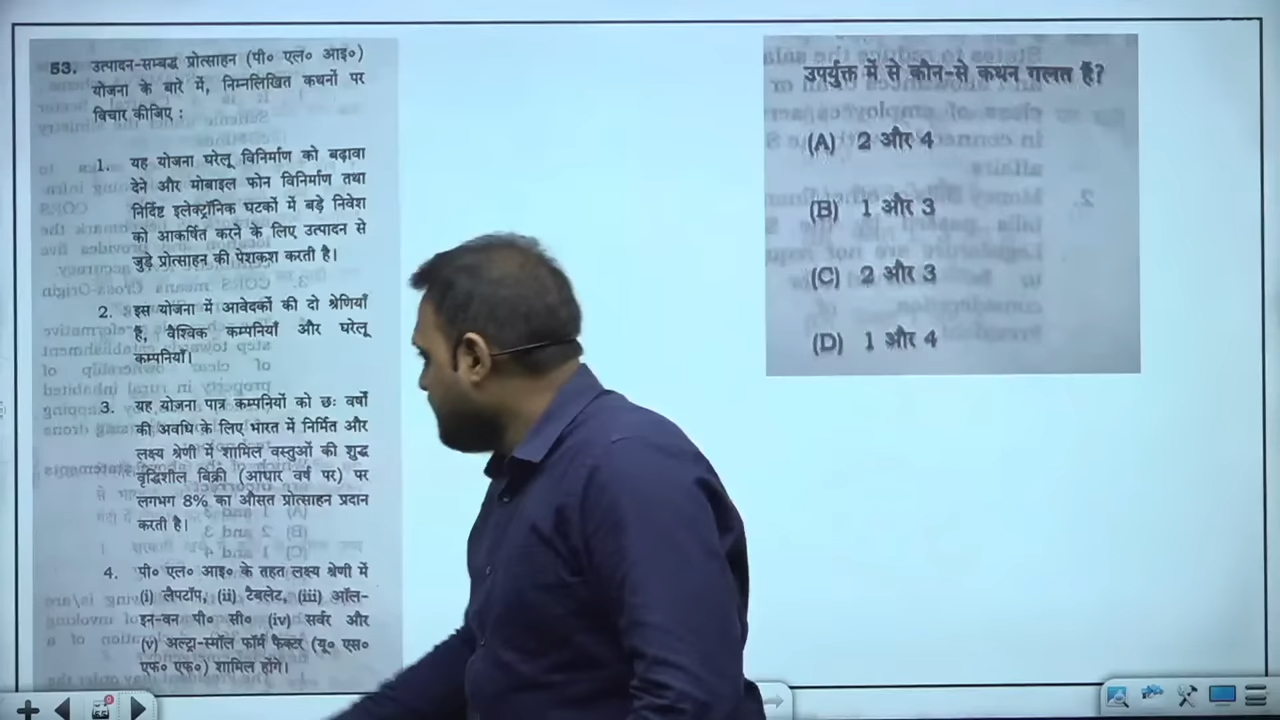 53. उत्पादन-सम्बद्ध प्रोत्साहन (पी० एल० आइ०)
योजना के बारे में, निम्नलिखित कथनों पर
विचार कीजिए :
1. यह योजना घरेलू विनिर्माण को बढ़ावा
देने और मोबाइल फोन विनिर्माण तथा
निर्दिष्ट इलेक्ट्रॉनिक घटकों में बड़े निवेश
को आकर्षित करने के लिए उत्पादन से
जुड़े प्रोत्साहन की पेशकश करती है।
2. इस योजना में आवेदकों की दो श्रेणियाँ
हैं, वैश्विक कम्पनियाँ और घरेलू
कम्पनियाँ।
3. यह योजना पात्र कम्पनियों को छः वर्षों
की अवधि के लिए भारत में निर्मित और
लक्ष्य श्रेणी में शामिल वस्तुओं की शुद्ध
वृद्धिशील बिक्री (आधार वर्ष पर) पर
लगभग 8% का औसत प्रोत्साहन प्रदान
करती है।
4. पी० एल० आइ० के तहत लक्ष्य श्रेणी में
(i) लैपटॉप, (ii) टैबलेट, (iii) ऑल-
इन-वन पी० सी० (iv) सर्वर और
(v) अल्ट्रा-स्मॉल फॉर्म फैक्टर (यू० एस०
एफ० एफ०) शामिल होंगे।
उपर्युक्त में से कौन-से कथन गलत हैं?
(A) 2 और 4
(B) 1 और 3
(C) 2 और 3
(D) 1 और 4